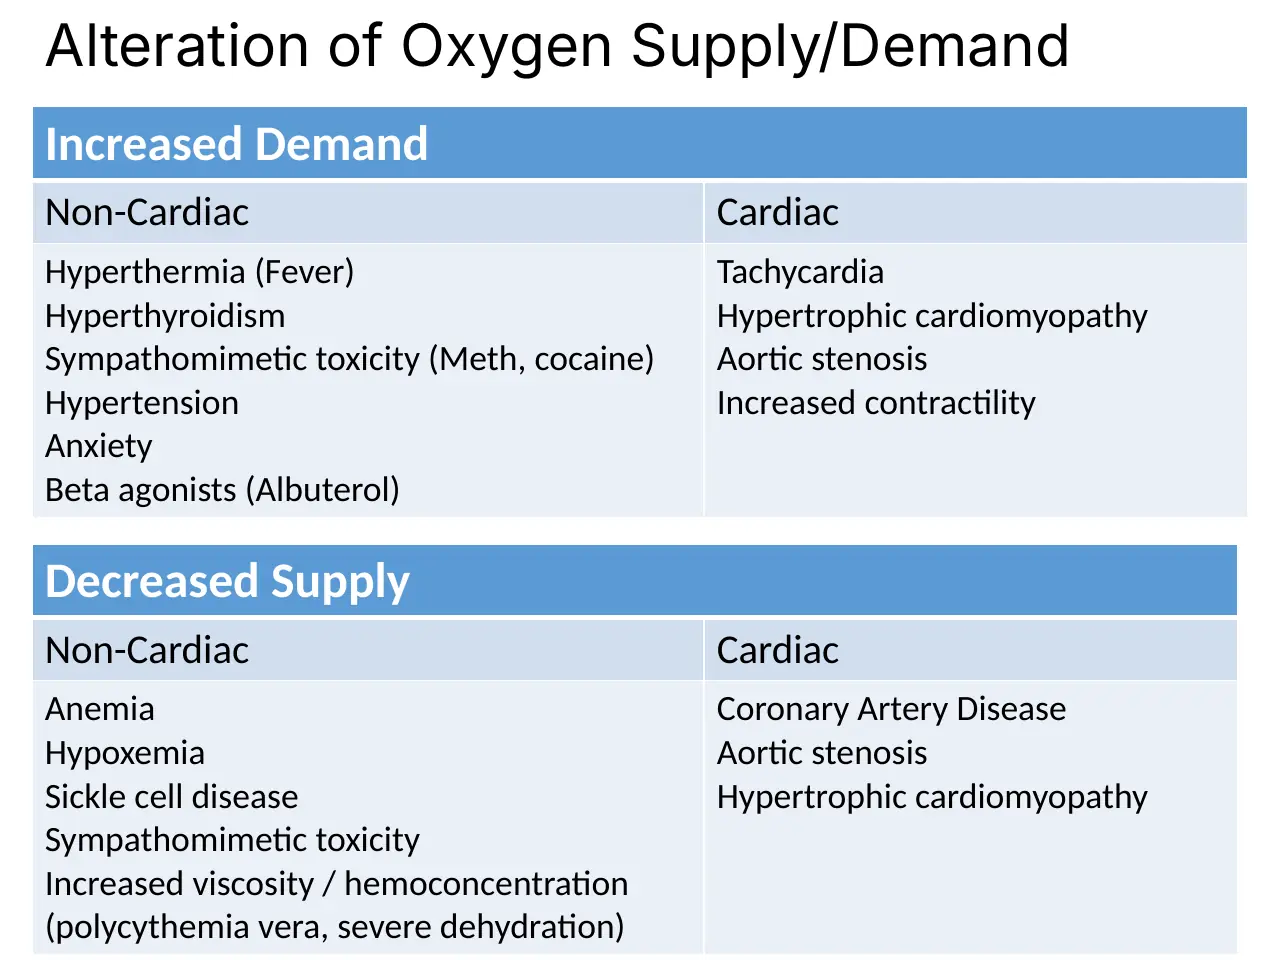 Alteration of Oxygen Supply/Demand
Increased Demand
Non-Cardiac
Cardiac
Hyperthermia (Fever)
Hyperthyroidism
Sympathomimetic toxicity (Meth, cocaine)
Hypertension
Anxiety
Beta agonists (Albuterol)
Tachycardia
Hypertrophic cardiomyopathy
Aortic stenosis
Increased contractility
Decreased Supply
Non-Cardiac
Cardiac
Anemia
Hypoxemia
Sickle cell disease
Sympathomimetic toxicity
Increased viscosity / hemoconcentration
(polycythemia vera, severe dehydration)
Coronary Artery Disease
Aortic stenosis
Hypertrophic cardiomyopathy